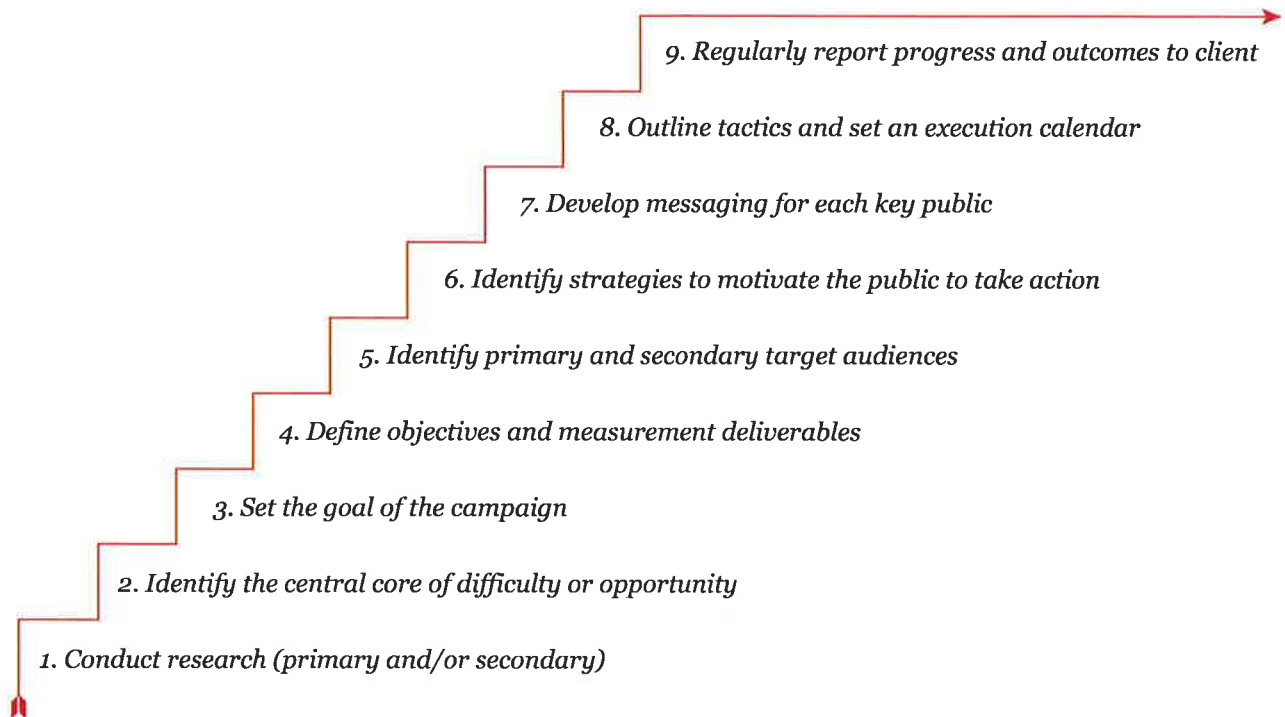 9. Regularly report progress and outcomes to client
8. Outline tactics and set an execution calendar
7. Develop messaging for each key public
6. Identify strategies to motivate the public to take action
5. Identify primary and secondary target audiences
4. Define objectives and measurement deliverables
3. Set the goal of the campaign
2. Identify the central core of difficulty or opportunity
1. Conduct research (primary and/or secondary)